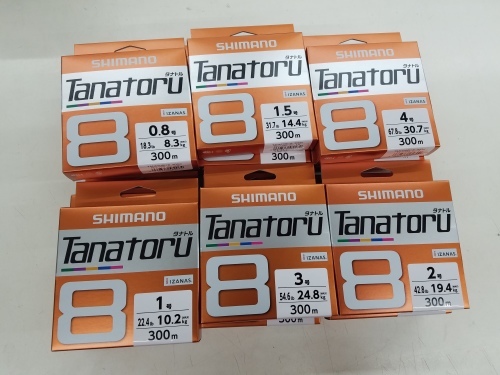 SHIMANO
タナトル
Tanatoru
IZANAS
8
0.8号
18.3lb 8.3kg
300m
SHIMANO
タナトル
Tanatoru
IZANAS
8
1.5号
31.7lb 14.4kg
300m
SHIMANO
タナトル
Tanatoru
IZANAS
8
4号
67.8lb 30.7kg
300m
SHIMANO
タナトル
Tanatoru
IZANAS
8
1号
22.4lb 10.2kg
300m
SHIMANO
タナトル
Tanatoru
IZANAS
8
3号
54.6lb 24.8kg
300m
SHIMANO
タナトル
Tanatoru
IZANAS
8
2号
42.8lb 19.4kg
300m